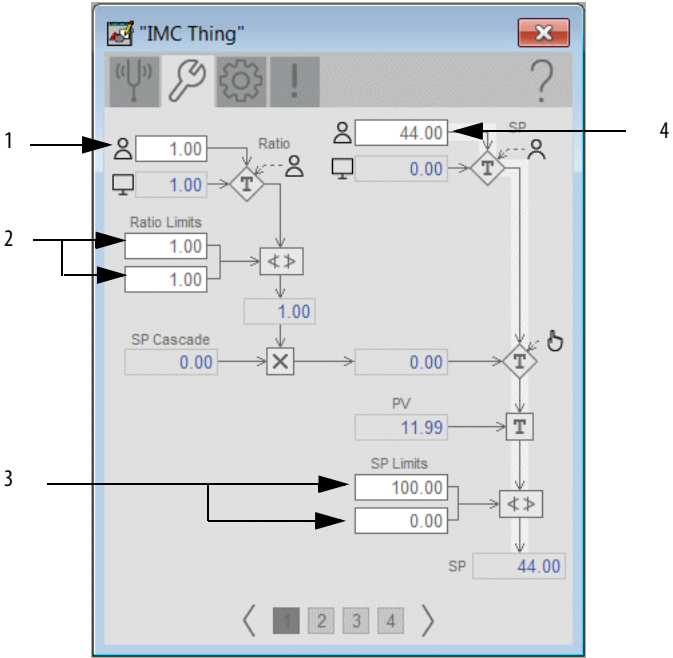 "IMC Thing"
1
4
1.00
Ratio
1.00
T
44.00
SP
0.00
T
2
Ratio Limits
1.00
1.00
1.00
SP Cascade
0.00
0.00
T
PV
11.99
T
3
SP Limits
100.00
0.00
SP
44.00
1 2 3 4